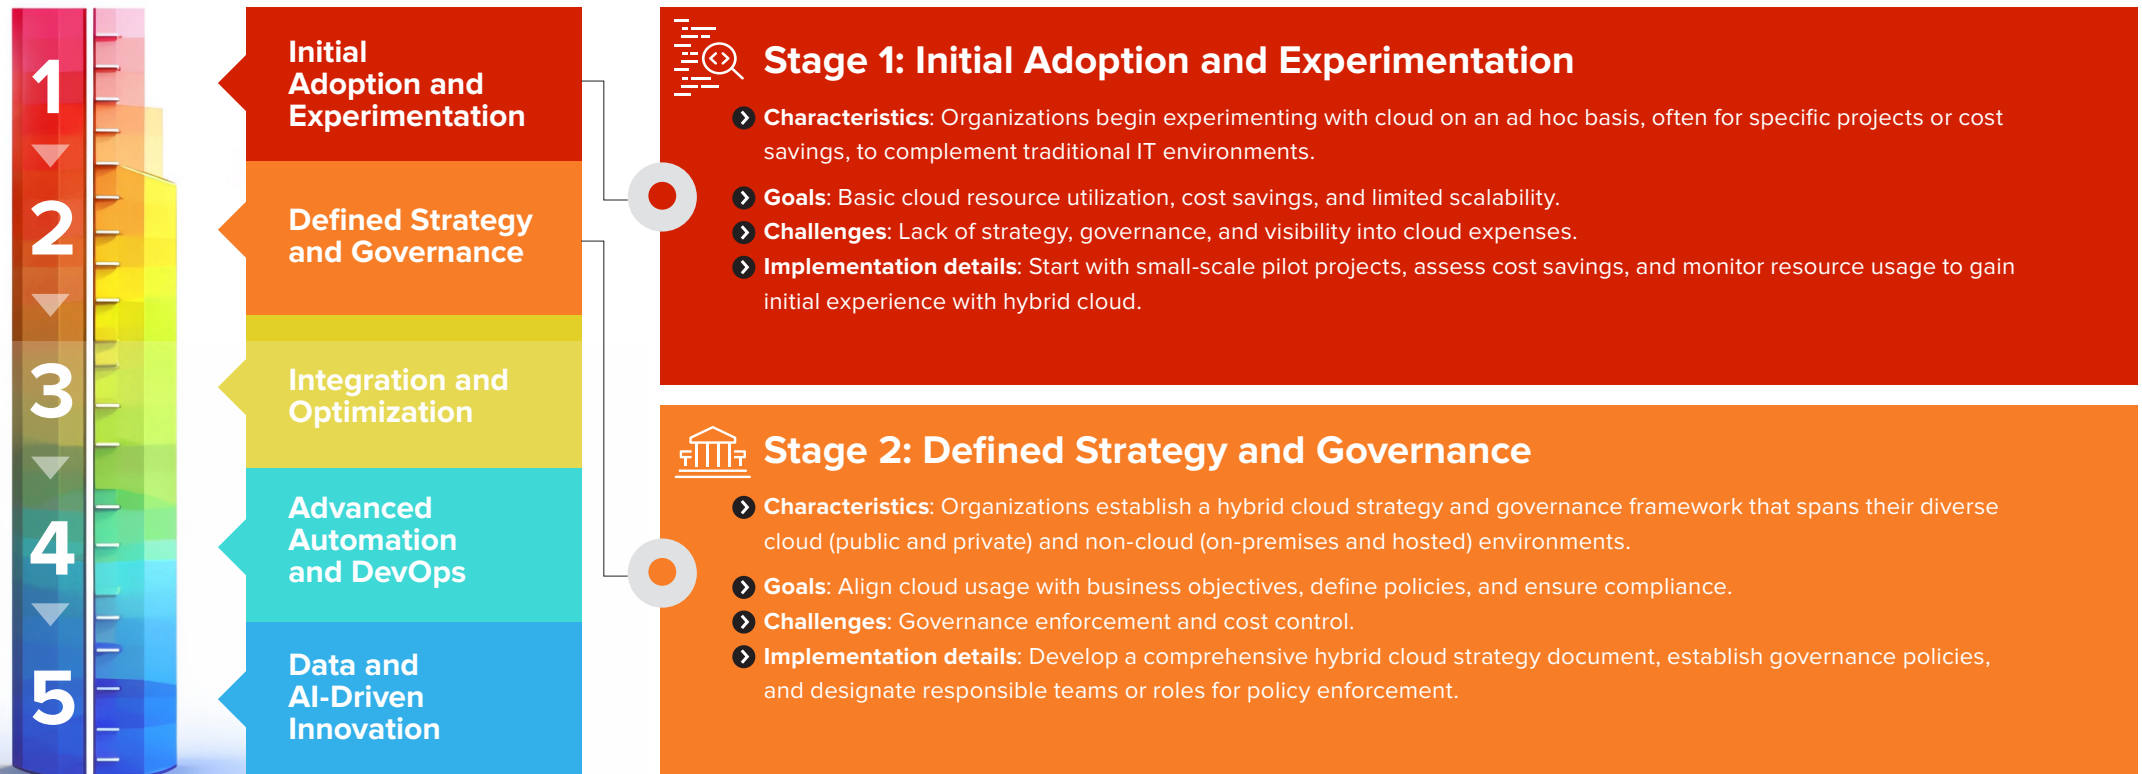 1
Initial
Adoption and
Experimentation
2
Defined Strategy
and Governance
3
Integration and
Optimization
4
Advanced
Automation
and DevOps
5
Data and
AI-Driven
Innovation
Stage 1: Initial Adoption and Experimentation
Characteristics: Organizations begin experimenting with cloud on an ad hoc basis, often for specific projects or cost
savings, to complement traditional IT environments.
Goals: Basic cloud resource utilization, cost savings, and limited scalability.
Challenges: Lack of strategy, governance, and visibility into cloud expenses.
Implementation details: Start with small-scale pilot projects, assess cost savings, and monitor resource usage to gain
initial experience with hybrid cloud.
Stage 2: Defined Strategy and Governance
Characteristics: Organizations establish a hybrid cloud strategy and governance framework that spans their diverse
cloud (public and private) and non-cloud (on-premises and hosted) environments.
Goals: Align cloud usage with business objectives, define policies, and ensure compliance.
Challenges: Governance enforcement and cost control.
Implementation details: Develop a comprehensive hybrid cloud strategy document, establish governance policies,
and designate responsible teams or roles for policy enforcement.